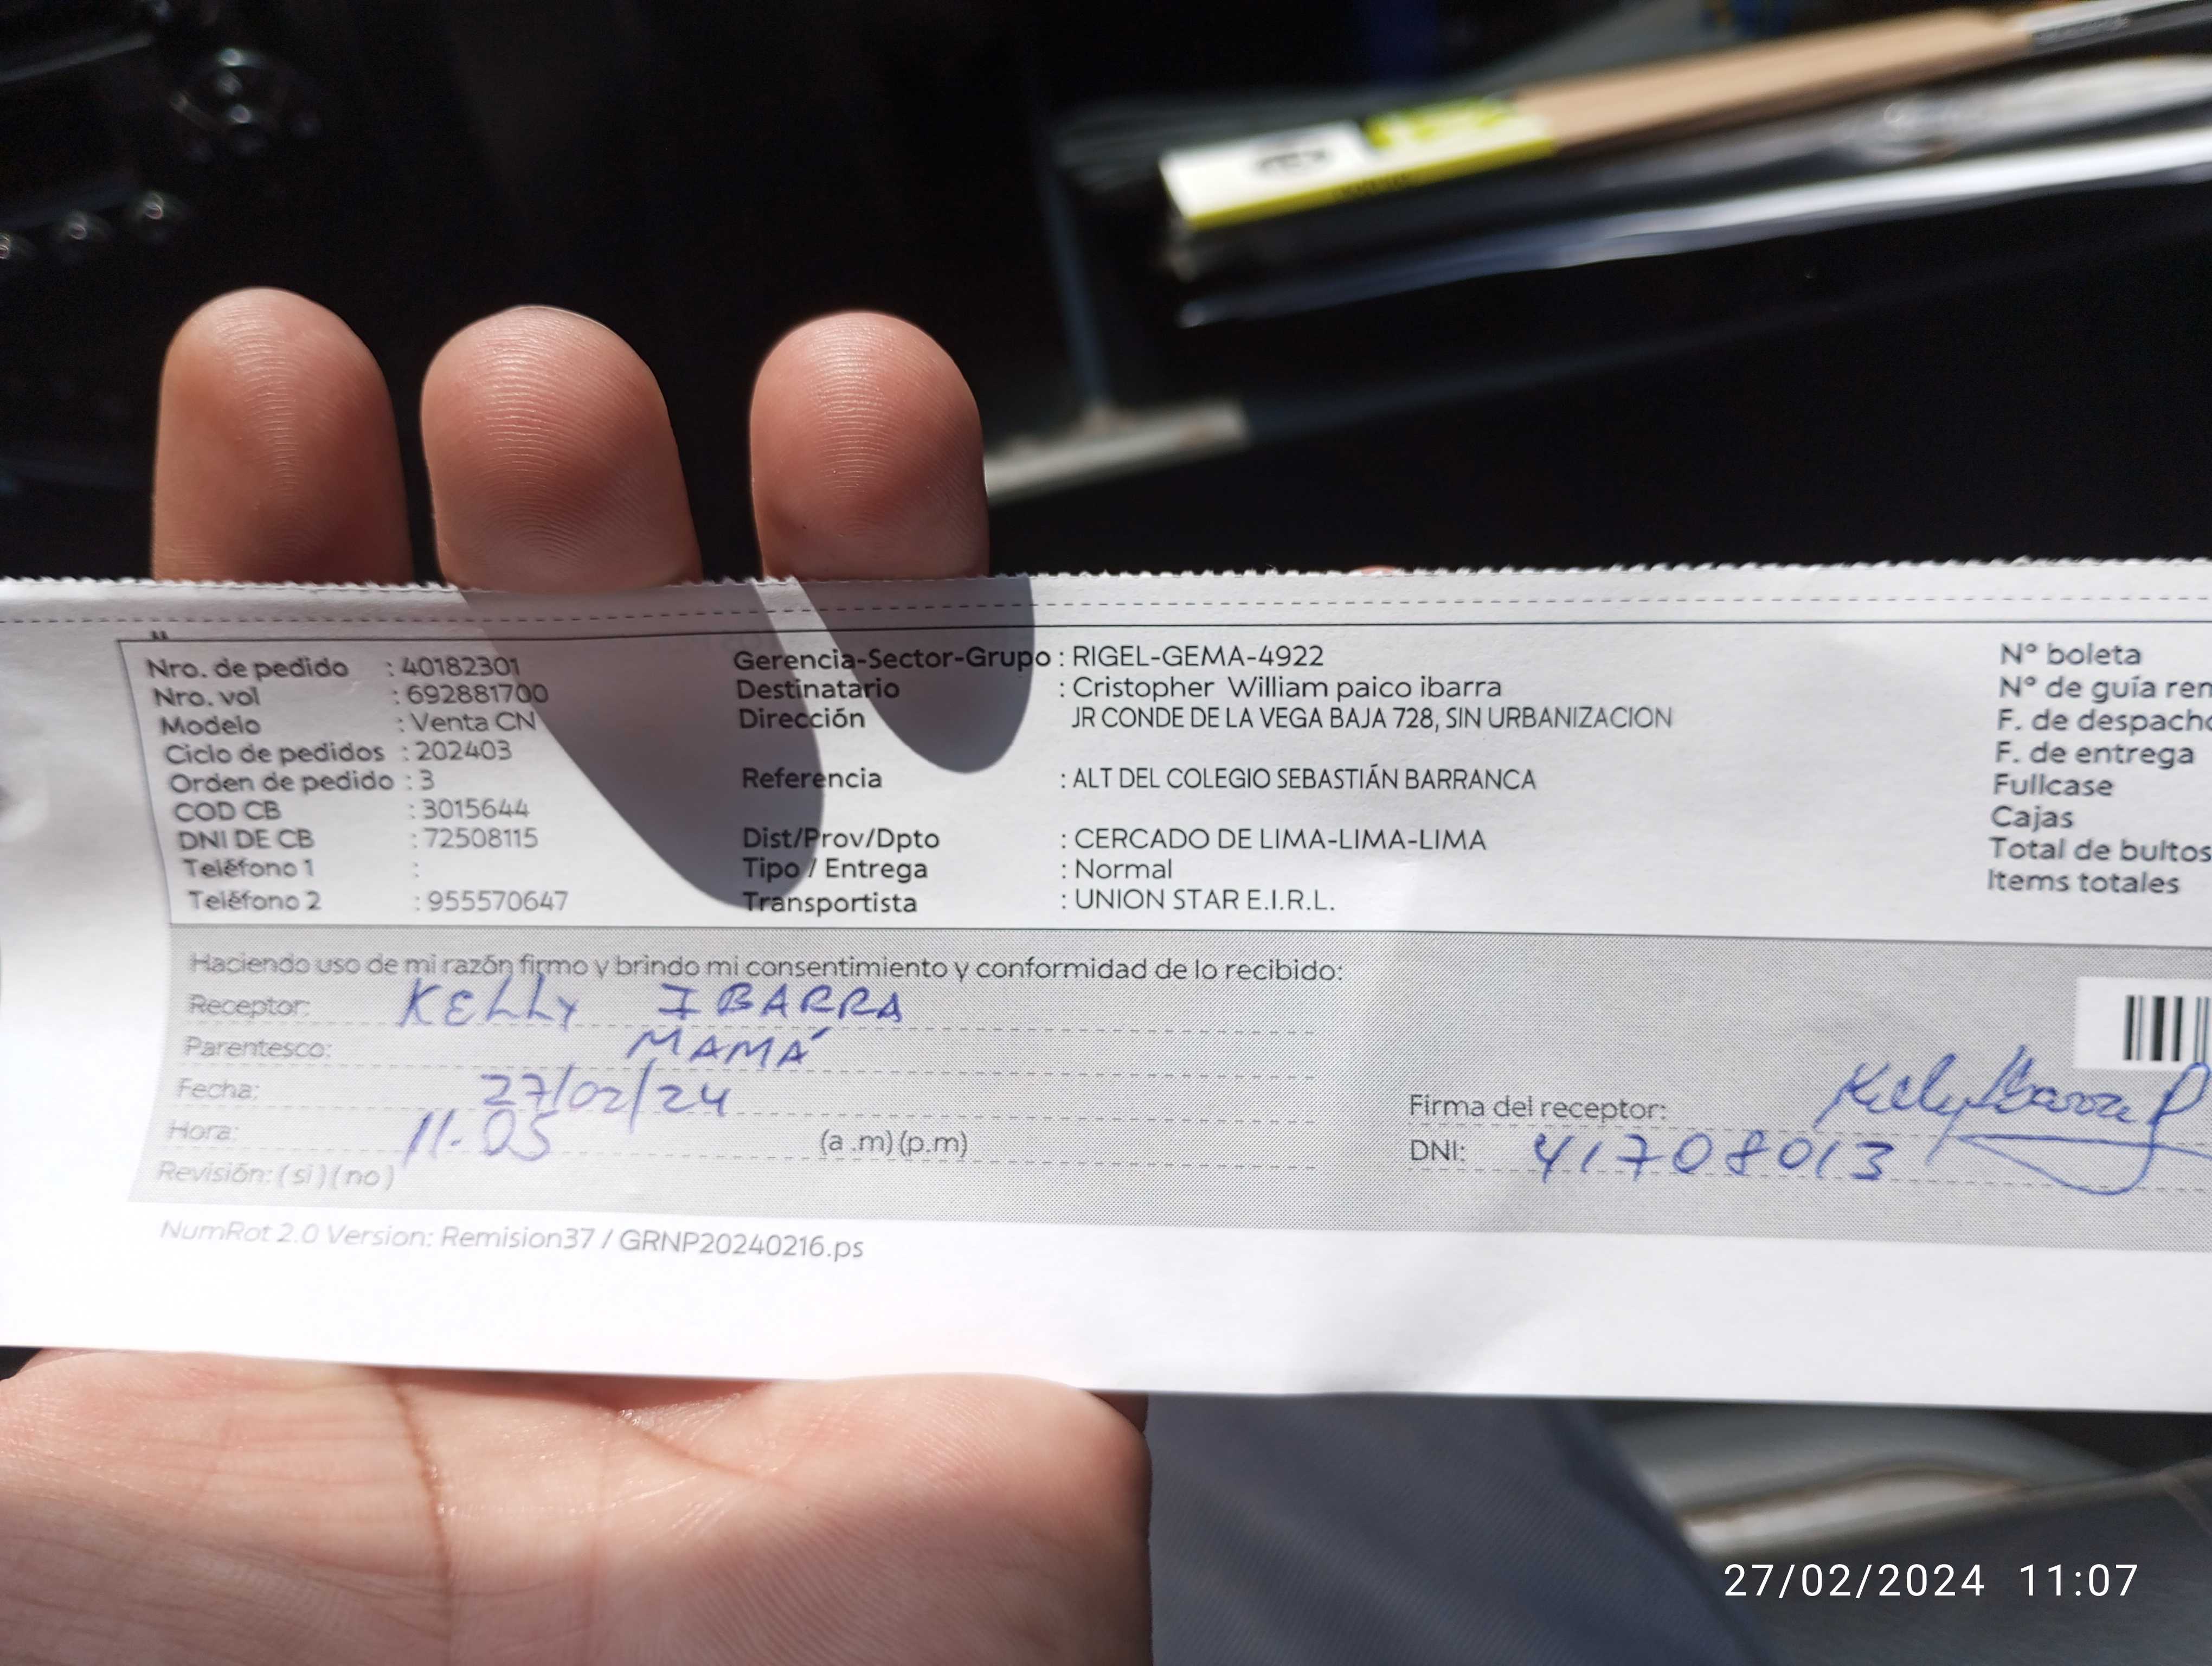 Nro. de pedido : 40182301
Nro. vol : 692881700
Modelo : Venta CN
Ciclo de pedidos : 202403
Orden de pedido : 3
COD CB : 3015644
DNI DE CB : 72508115
Teléfono 1 :
Teléfono 2 : 955570647
Gerencia-Sector-Grupo : RIGEL-GEMA-4922
Destinatario : Cristopher William paico ibarra
Dirección JR CONDE DE LA VEGA BAJA 728, SIN URBANIZACION
Referencia : ALT DEL COLEGIO SEBASTIÁN BARRANCA
Dist/Prov/Dpto : CERCADO DE LIMA-LIMA-LIMA
Tipo / Entrega : Normal
Transportista : UNION STAR E.I.R.L.
N° boleta
N° de guía ren
F. de despacho
F. de entrega
Fullcase
Cajas
Total de bultos
Items totales
Haciendo uso de mi razón firmo y brindo mi consentimiento y conformidad de lo recibido:
Receptor: KELLY IBARRA
Parentesco: MAMÁ
Fecha: 27/02/24
Hora: 11.05 (a .m) (p.m)
Revisión: ( si ) ( no )
Firma del receptor: Kelly Ibarra P
DNI: 41708013
NumRot 2.0 Version: Remision37 / GRNP20240216.ps
27/02/2024 11:07